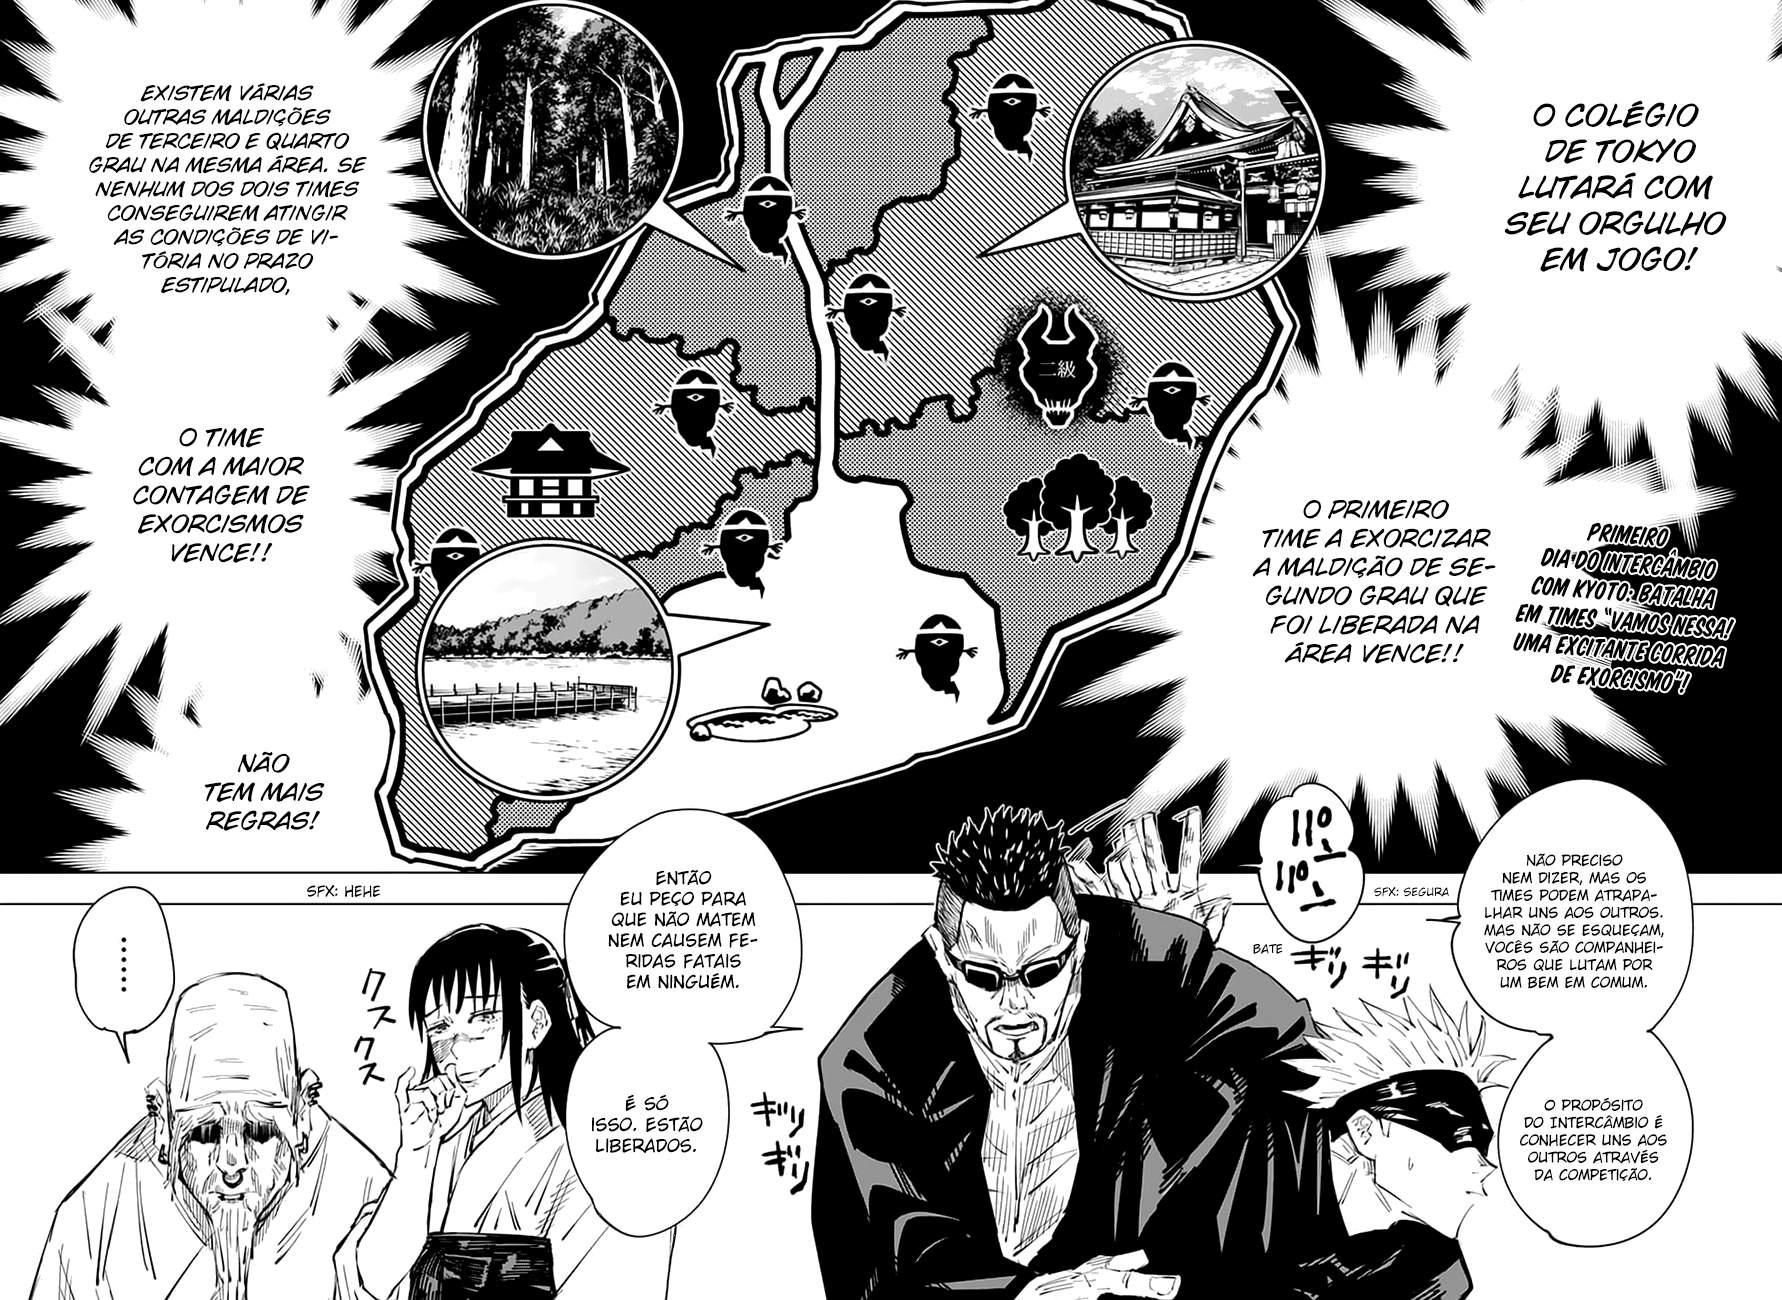 O COLÉGIO
DE TOKYO
LUTARÁ COM
SEU ORGULHO
EM JOGO!
PRIMEIRO
DIA DO INTERCÂMBIO
COM KYOTO: BATALHA
EM TIMES "VAMOS NESSA!
UMA EXCITANTE CORRIDA
DE EXORCISMO"!
O PRIMEIRO
TIME A EXORCIZAR
A MALDIÇÃO DE SE-
GUNDO GRAU QUE
FOI LIBERADA NA
ÁREA VENCE!!
二級
EXISTEM VÁRIAS
OUTRAS MALDIÇÕES
DE TERCEIRO E QUARTO
GRAU NA MESMA ÁREA. SE
NENHUM DOS DOIS TIMES
CONSEGUIREM ATINGIR
AS CONDIÇÕES DE VI-
TÓRIA NO PRAZO
ESTIPULADO,
O TIME
COM A MAIOR
CONTAGEM DE
EXORCISMOS
VENCE!!
NÃO
TEM MAIS
REGRAS!
NÃO PRECISO
NEM DIZER, MAS OS
TIMES PODEM ATRAPA-
LHAR UNS AOS OUTROS.
MAS NÃO SE ESQUEÇAM,
VOCÊS SÃO COMPANHEI-
ROS QUE LUTAM POR
UM BEM EM COMUM.
O PROPÓSITO
DO INTERCÂMBIO É
CONHECER UNS AOS
OUTROS ATRAVÉS
DA COMPETIÇÃO.
SFX: SEGURA
BATE
ギリ
ギリ
ギリ
ギリ
ENTÃO
EU PEÇO PARA
QUE NÃO MATEM
NEM CAUSEM FE-
RIDAS FATAIS
EM NINGUÉM.
É SÓ
ISSO. ESTÃO
LIBERADOS.
SFX: HEHE
クスクス
クスクス
......